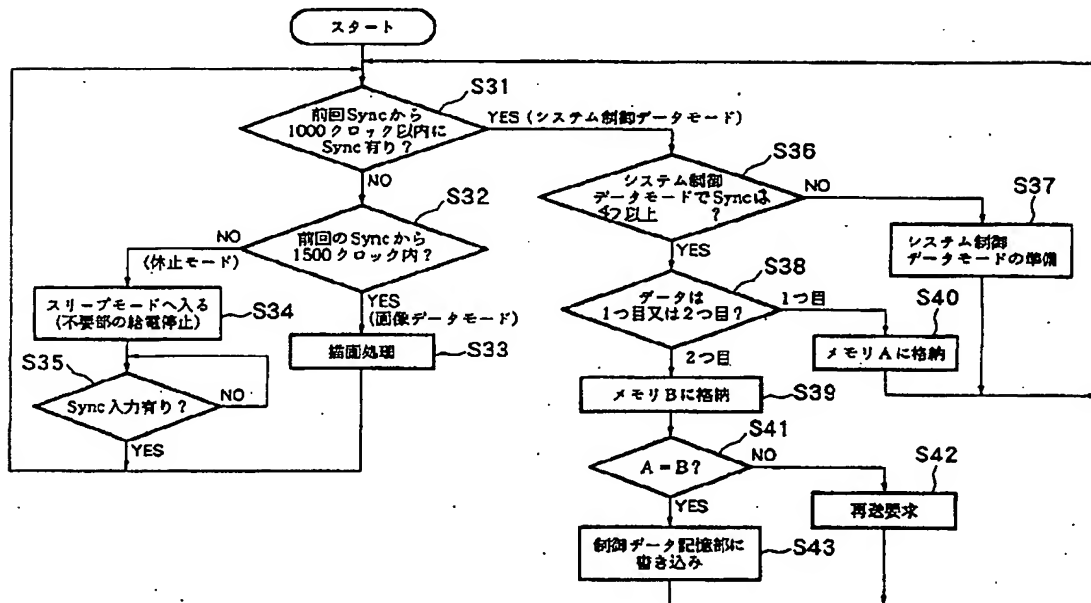 スタート
S31
前回Syncから
1000クロック以内に
Sync有り?
YES(システム制御データモード)
NO
S32
前回のSyncから
1500クロック内?
NO
(休止モード)
YES
(画像データモード)
スリープモードへ入る
(不要部の給電停止)
S34
描画処理
S33
S35
Sync入力有り?
NO
YES
S36
システム制御
データモードでSyncは
4つ以上 ?
NO
S37
システム制御
データモードの準備
YES
S38
データは
1つ目又は2つ目?
1つ目
S40
メモリAに格納
2つ目
メモリBに格納
S39
S41
A=B?
NO
S42
再送要求
YES
制御データ記憶部に
書き込み
S43